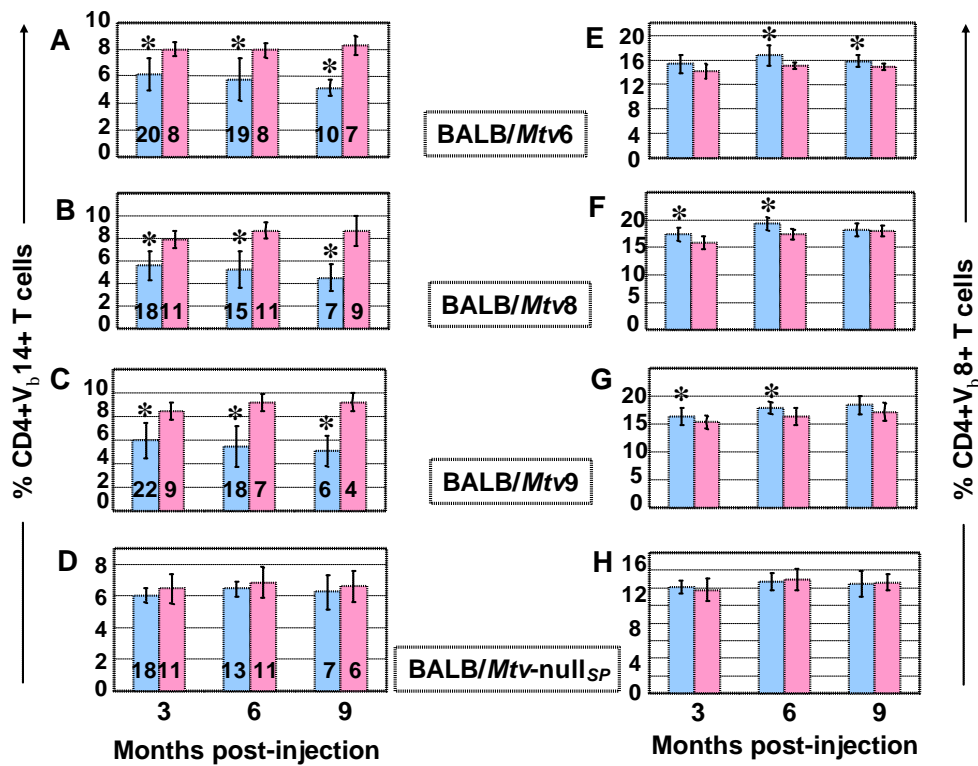 % CD4+Vb14+ T cells
A
10
8
6
4
2
0
* * *
20 8 19 8 10 7
BALB/Mtv6
E
20
16
12
8
4
0
* *
B
10
8
6
4
2
0
* * *
18 11 15 11 7 9
BALB/Mtv8
F
20
15
10
5
0
* *
C
10
8
6
4
2
0
* * *
22 9 18 7 6 4
BALB/Mtv9
G
20
15
10
5
0
* *
D
8
6
4
2
0
18 11 13 11 7 6
BALB/Mtv-nullSP
H
16
12
8
4
0
3 6 9
Months post-injection
3 6 9
Months post-injection
% CD4+Vb8+ T cells